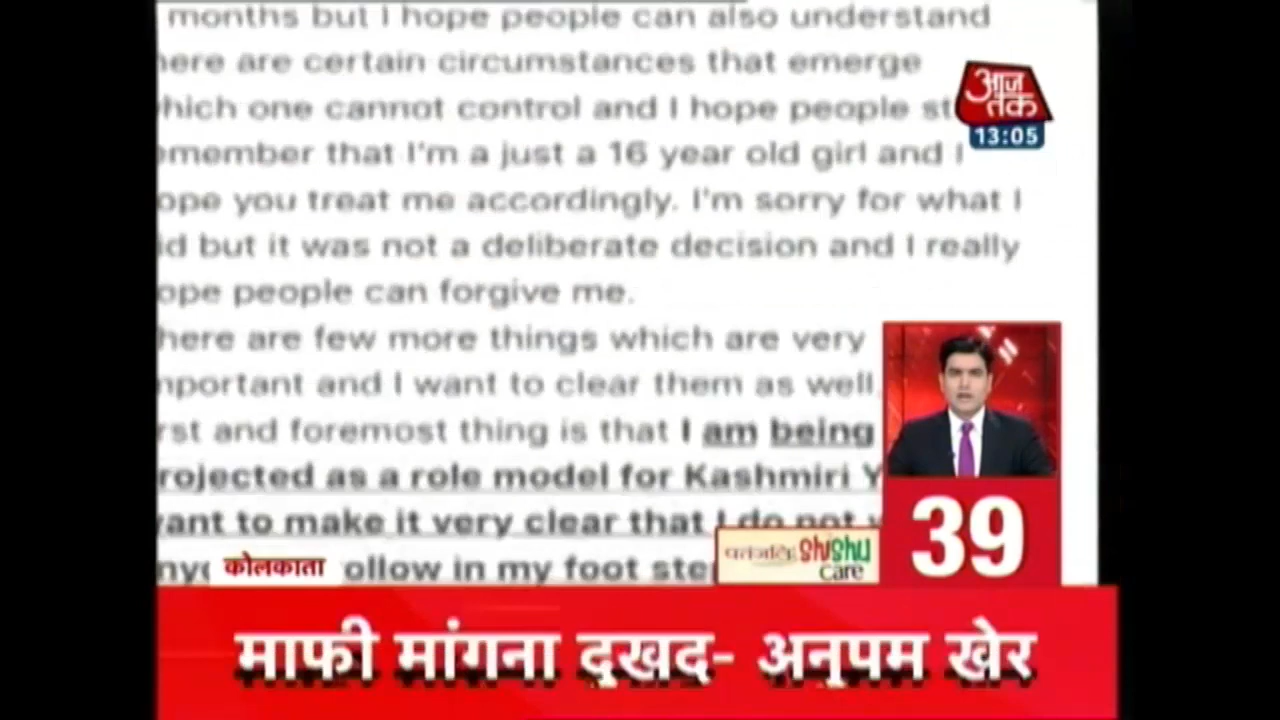 months but I hope people can also understand
here are certain circumstances that emerge
hich one cannot control and I hope people st
emember that I'm a just a 16 year old girl and I
ope you treat me accordingly. I'm sorry for what I
id but it was not a deliberate decision and I really
ope people can forgive me.
here are few more things which are very
mportant and I want to clear them as well.
rst and foremost thing is that I am being
rojected as a role model for Kashmiri Y
want to make it very clear that I do not w
ollow in my foot ste
आज
तक
13:05
39
पतंजलि Shishu
care
कोलकाता
माफी मांगना दुखद- अनुपम खेर